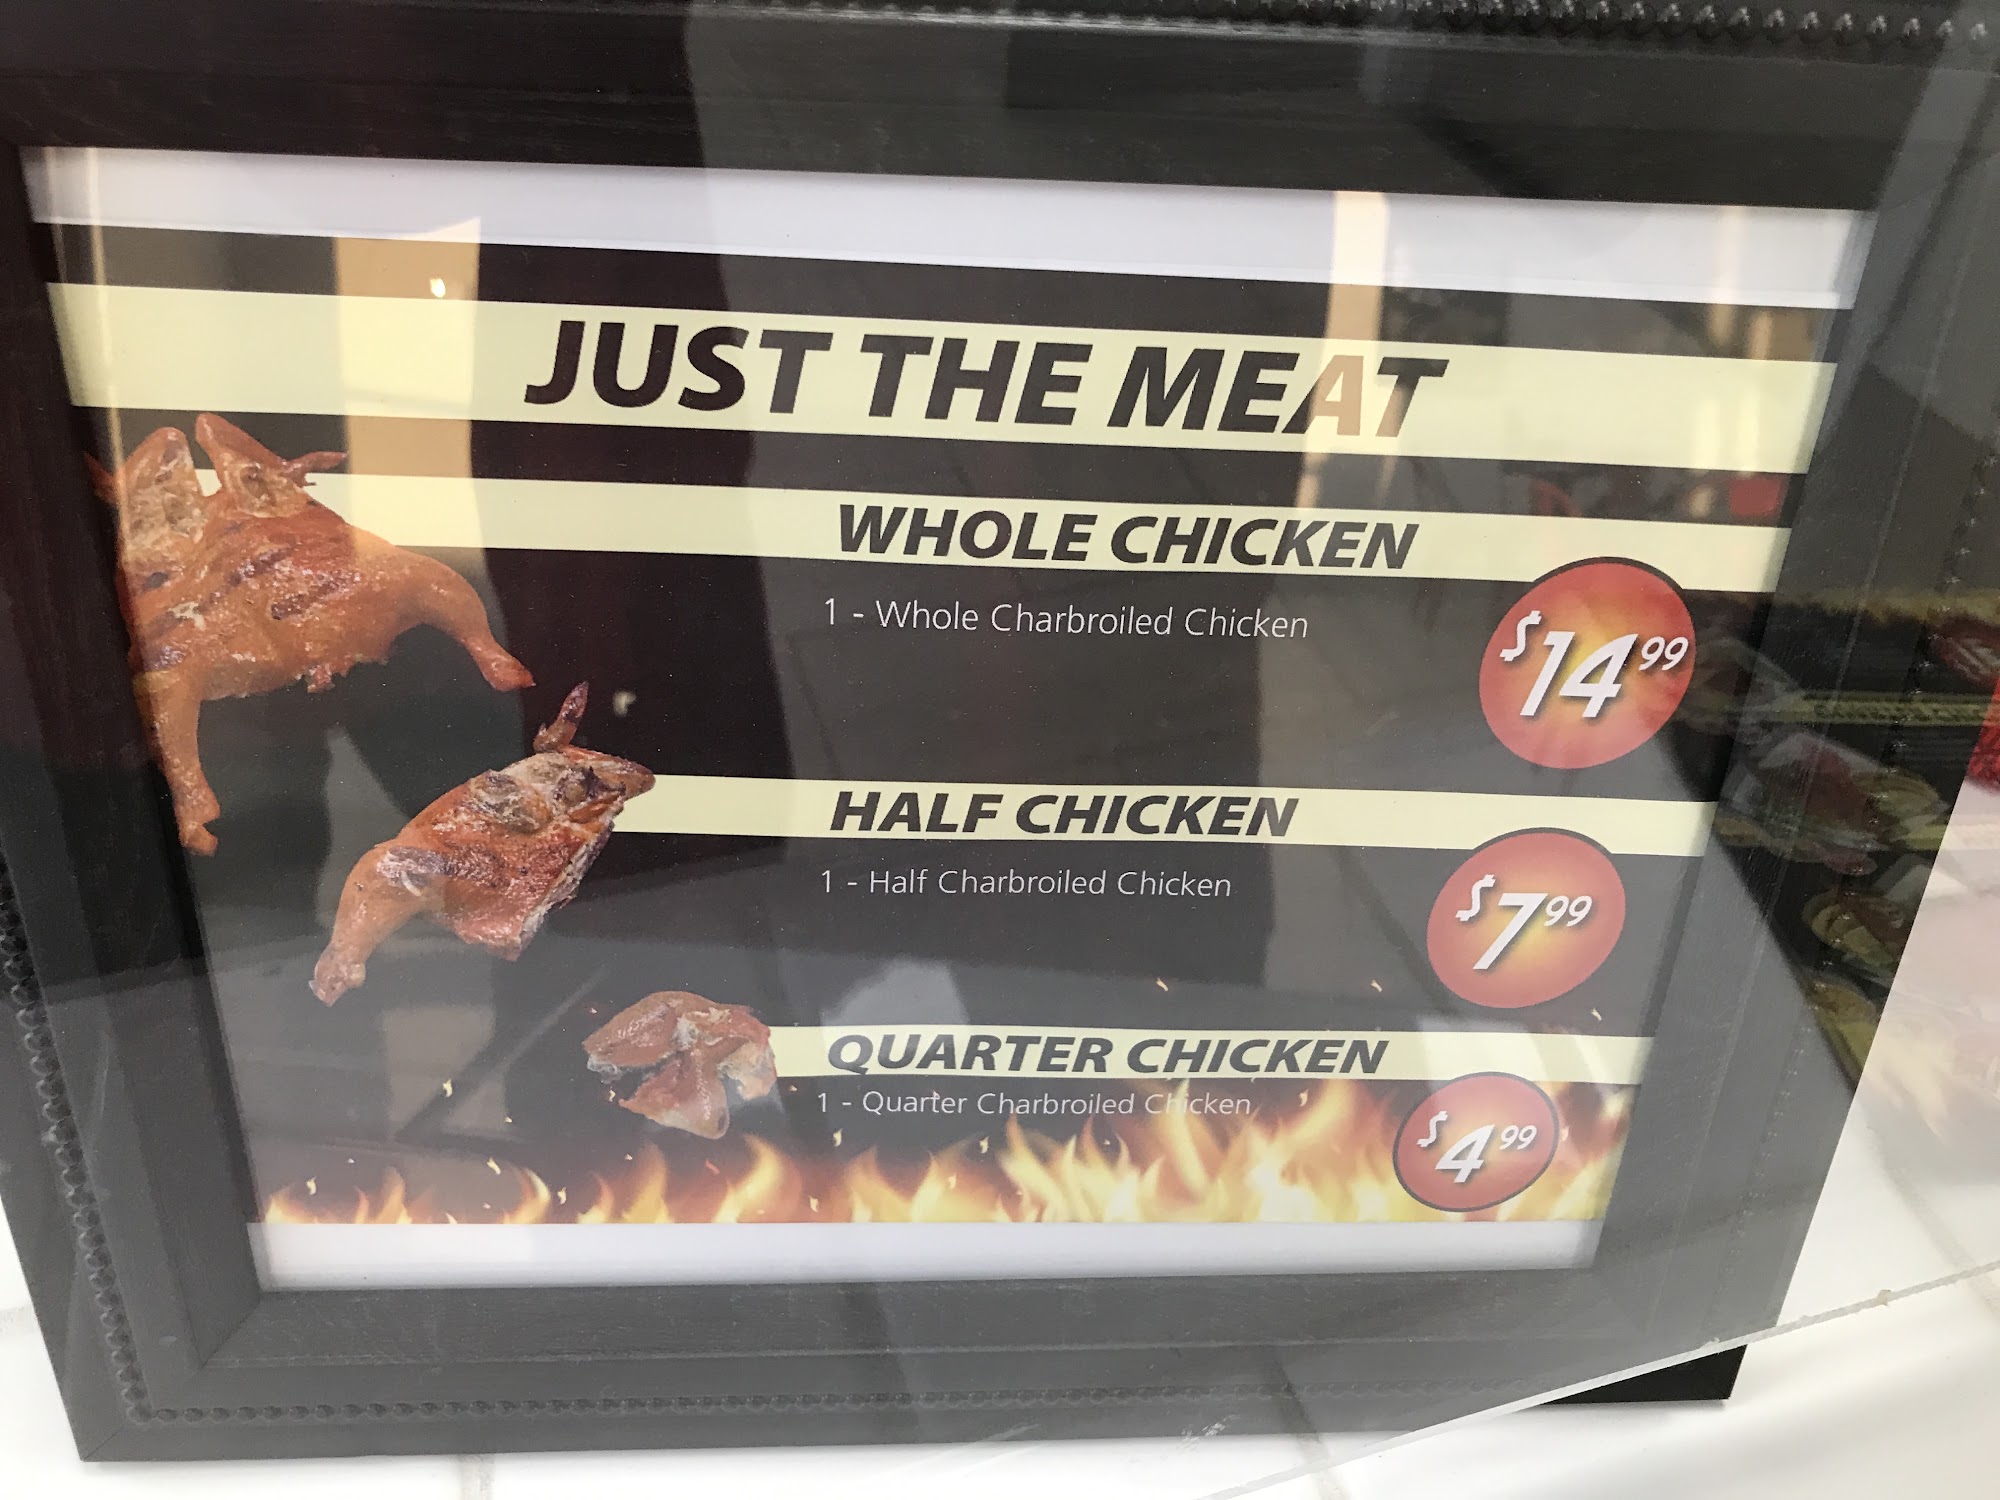 JUST THE MEAT
WHOLE CHICKEN
1 - Whole Charbroiled Chicken
$14.99
HALF CHICKEN
1 - Half Charbroiled Chicken
$7.99
QUARTER CHICKEN
1 - Quarter Charbroiled Chicken
$4.99